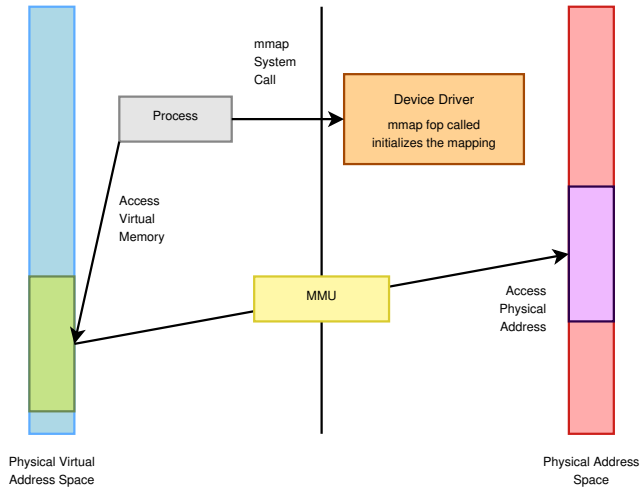 mmap
System
Call
Process
Device Driver
mmap fop called
initializes the mapping
Access
Virtual
Memory
MMU
Access
Physical
Address
Physical Virtual
Address Space
Physical Address
Space